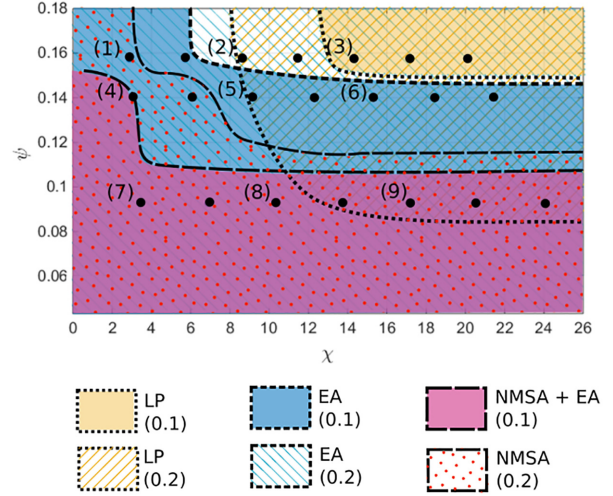 0.18
(1)
(2)
(3)
0.16
(4)
(5)
(6)
0.14
ψ
0.12
0.1
(7)
(8)
(9)
0.08
0.06
0 2 4 6 8 10 12 14 16 18 20 22 24 26
χ
LP
(0.1)
EA
(0.1)
NMSA + EA
(0.1)
LP
(0.2)
EA
(0.2)
NMSA
(0.2)